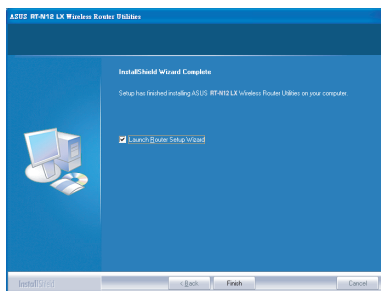 ASUS RT-N12 LX Wireless Router Utilities
InstallShield Wizard Complete
Setup has finished installing ASUS RT-N12 LX Wireless Router Utilities on your computer.
Launch Router Setup Wizard
InstallShield
< Back Finish Cancel